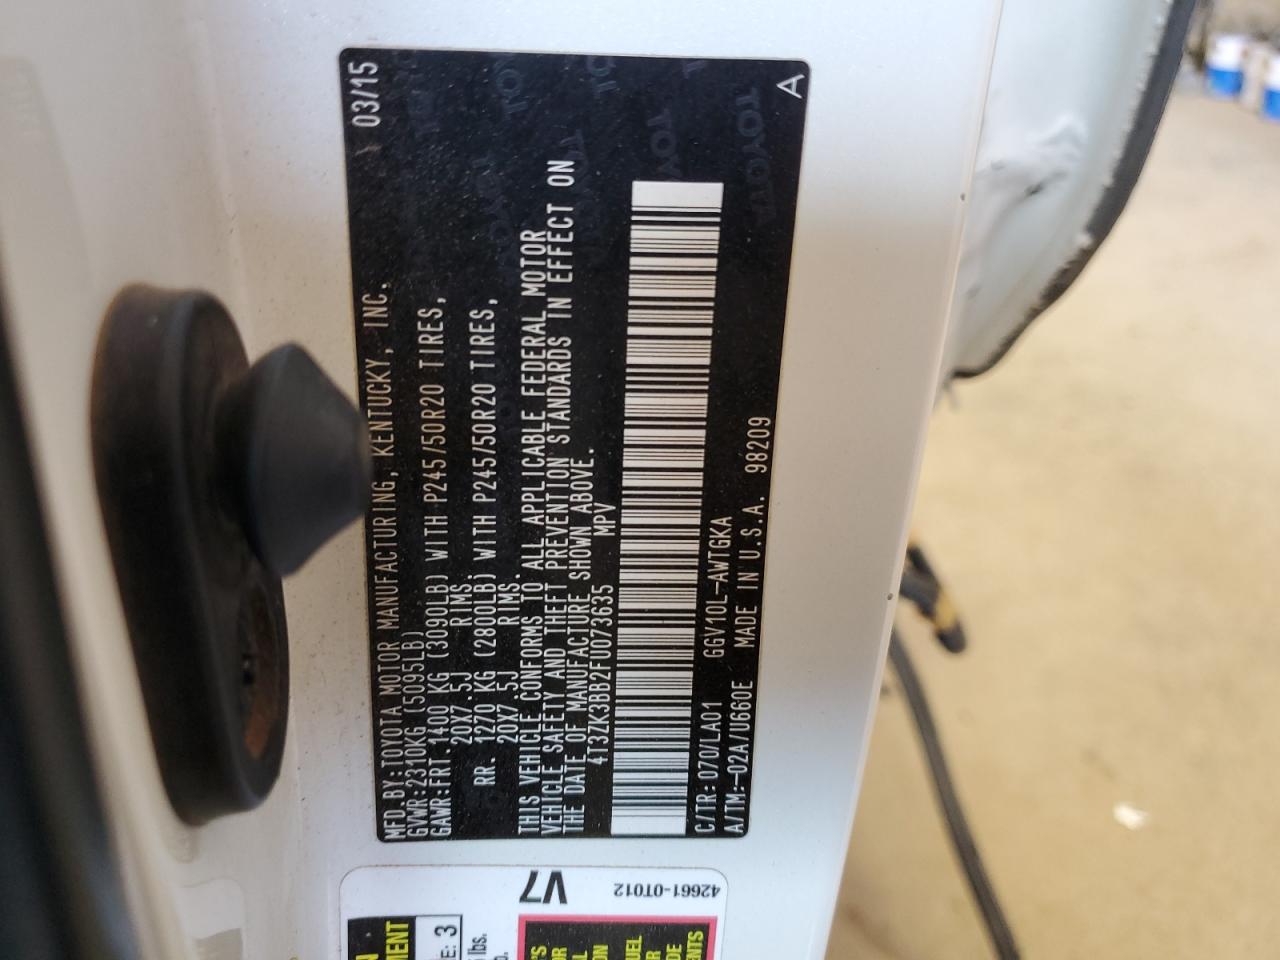 03/15
MFD.BY:TOYOTA MOTOR MANUFACTURING, KENTUCKY, INC.
GVWR:2310KG (5095LB)
GAWR:FRT.1400 KG (3090LB) WITH P245/50R20 TIRES,
20X7.5J RIMS.
RR. 1270 KG (2800LB) WITH P245/50R20 TIRES,
20X7.5J RIMS.
THIS VEHICLE CONFORMS TO ALL APPLICABLE FEDERAL MOTOR
VEHICLE SAFETY AND THEFT PREVENTION STANDARDS IN EFFECT ON
THE DATE OF MANUFACTURE SHOWN ABOVE.
4T3ZK3BB2FU073635 MPV
C/TR:070/LA01 GGV10L-AWTGKA
A/TM:-02A/U660E MADE IN U.S.A. 98209
A
V7
42661-0T012
3
lbs.